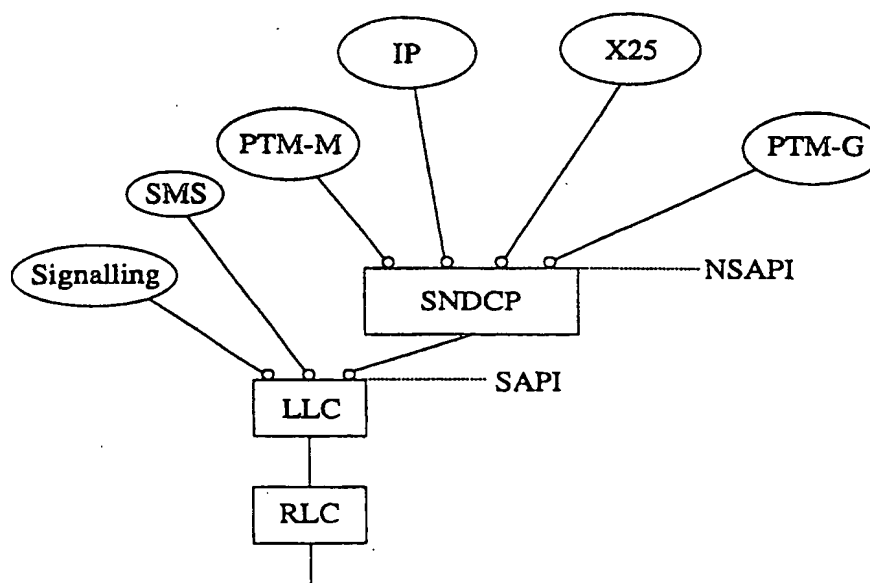 IP
X25
PTM-M
PTM-G
SMS
Signalling
NSAPI
SNDCP
SAPI
LLC
RLC